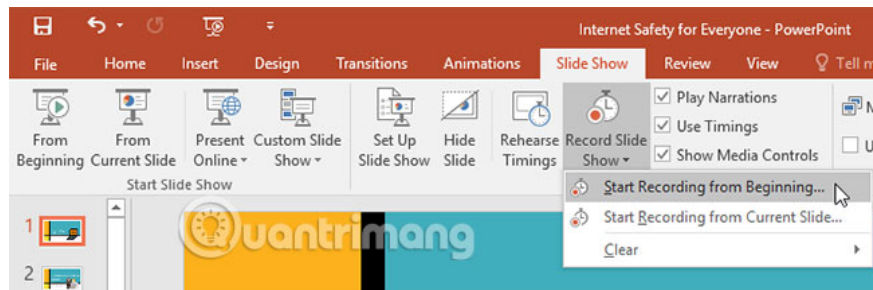 Internet Safety for Everyone - PowerPoint
File Home Insert Design Transitions Animations Slide Show Review View Tell
From Beginning
From Current Slide
Present Online
Custom Slide Show
Set Up Slide Show
Hide Slide
Rehearse Timings
Record Slide Show
Play Narrations
Use Timings
Show Media Controls
Start Slide Show
Start Recording from Beginning...
Start Recording from Current Slide...
Clear
1
2
Quantrimang